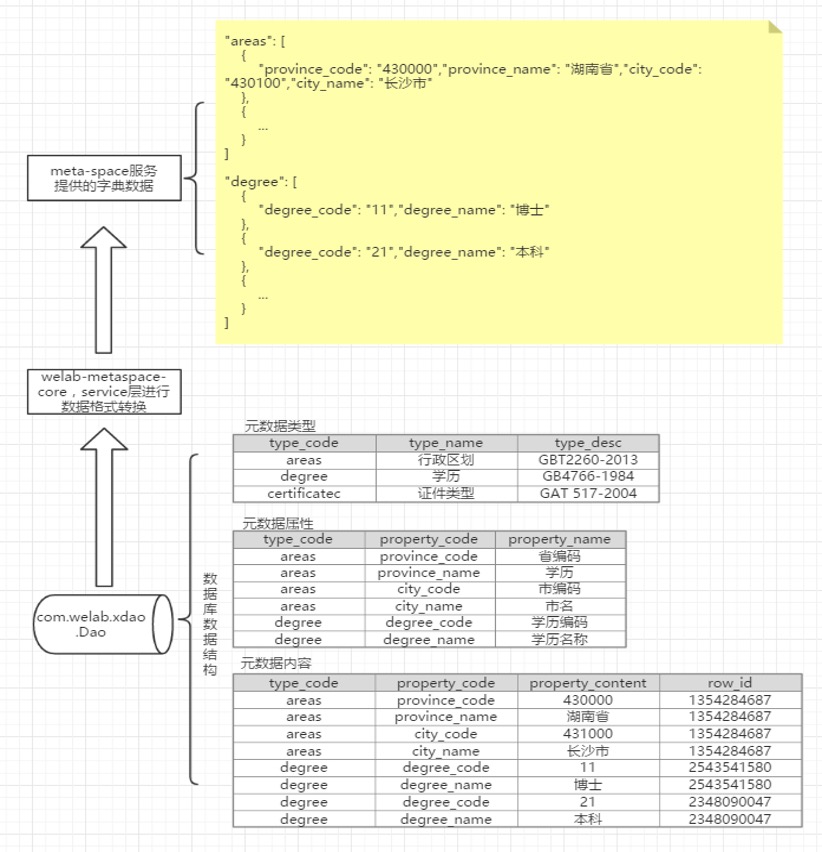 "areas": [
{
"province_code": "430000","province_name": "湖南省","city_code":
"430100","city_name": "长沙市"
},
{
...
}
]
"degree": [
{
"degree_code": "11","degree_name": "博士"
},
{
"degree_code": "21","degree_name": "本科"
},
{
...
}
]
meta-space服务
提供的字典数据
welab-metaspace-
core，service层进行
数据格式转换
com.welab.xdao
.Dao
数据库数据结构
元数据类型
type_code type_name type_desc
areas 行政区划 GBT2260-2013
degree 学历 GB4766-1984
certificatec 证件类型 GAT 517-2004
元数据属性
type_code property_code property_name
areas province_code 省编码
areas province_name 学历
areas city_code 市编码
areas city_name 市名
degree degree_code 学历编码
degree degree_name 学历名称
元数据内容
type_code property_code property_content row_id
areas province_code 430000 1354284687
areas province_name 湖南省 1354284687
areas city_code 431000 1354284687
areas city_name 长沙市 1354284687
degree degree_code 11 2543541580
degree degree_name 博士 2543541580
degree degree_code 21 2348090047
degree degree_name 本科 2348090047